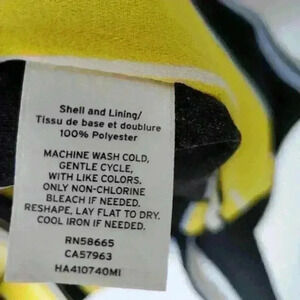 Shell and Lining/
Tissu de base et doublure
100% Polyester
MACHINE WASH COLD,
GENTLE CYCLE,
WITH LIKE COLORS.
ONLY NON-CHLORINE
BLEACH IF NEEDED.
RESHAPE, LAY FLAT TO DRY.
COOL IRON IF NEEDED.
RN58665
CA57963
HA410740MI